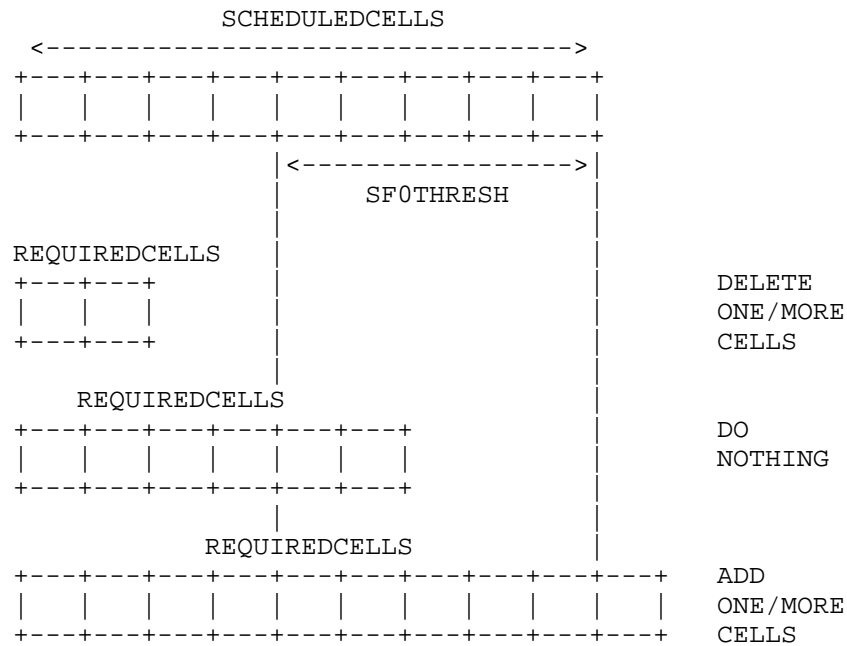 SCHEDULEDCELLS
<--------------------------------->
+---+---+---+---+---+---+---+---+---+
|   |   |   |   |   |   |   |   |   |
+---+---+---+---+---+---+---+---+---+
|<----------------->|
| SF0THRESH |
| |
REQUIREDCELLS | |
+---+---+ | | DELETE
|   |   | | | ONE/MORE
+---+---+ | | CELLS
| |
REQUIREDCELLS |
+---+---+---+---+---+---+ | DO
|   |   |   |   |   |   | | NOTHING
+---+---+---+---+---+---+ |
| |
REQUIREDCELLS |
+---+---+---+---+---+---+---+---+---+---+ ADD
|   |   |   |   |   |   |   |   |   |   | ONE/MORE
+---+---+---+---+---+---+---+---+---+---+ CELLS